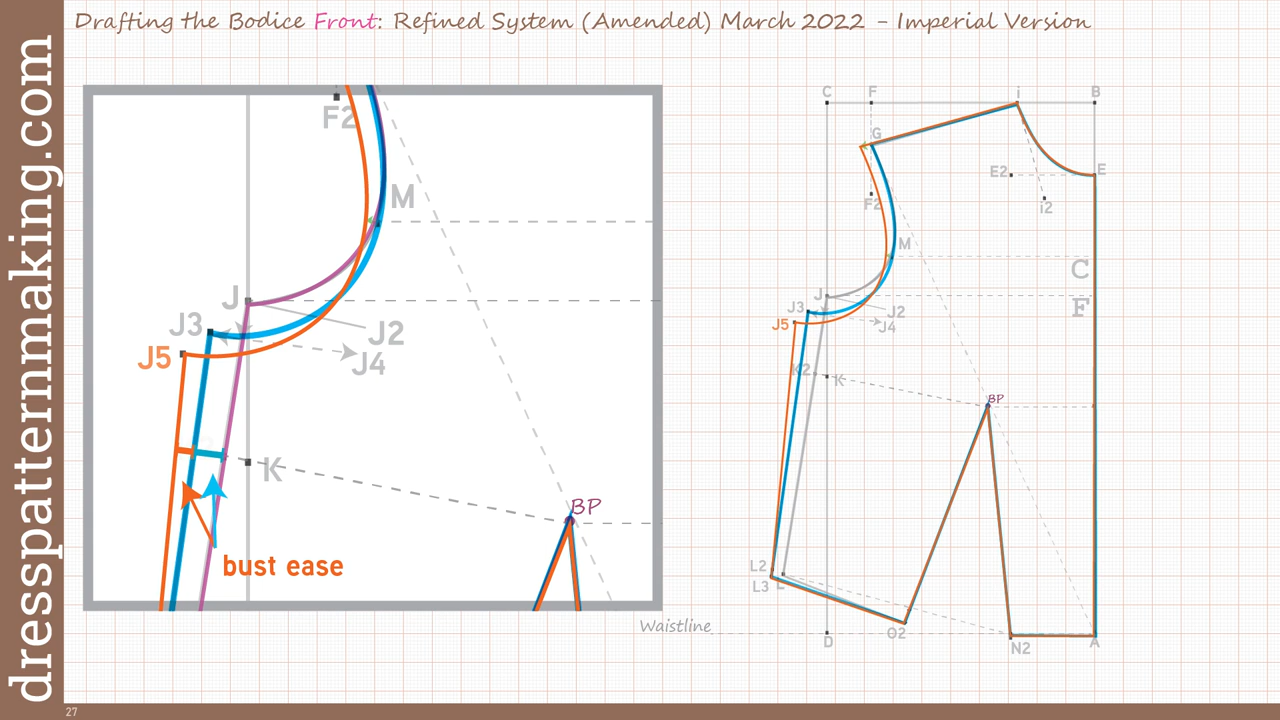 Drafting the Bodice Front: Refined System (Amended) March 2022 - Imperial Version
dresspatternmaking.com
F2
M
J
J3
J2
J5
J4
K
BP
bust ease
Waistline
C
F
i
B
G
E2
E
F2
i2
M
C
J
F
J3
J2
J5
J4
K2
K
BP
L2
L3
L
O2
D
N2
A
27